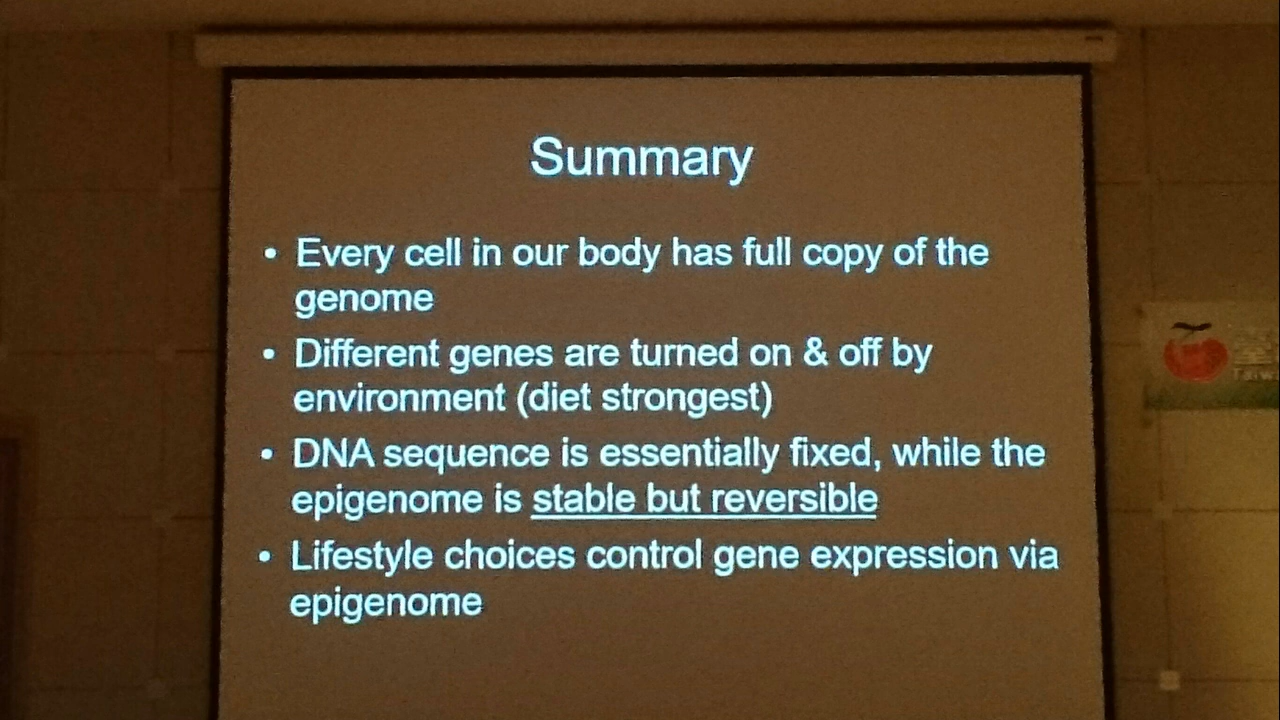 Summary
• Every cell in our body has full copy of the
genome
• Different genes are turned on & off by
environment (diet strongest)
• DNA sequence is essentially fixed, while the
epigenome is stable but reversible
• Lifestyle choices control gene expression via
epigenome